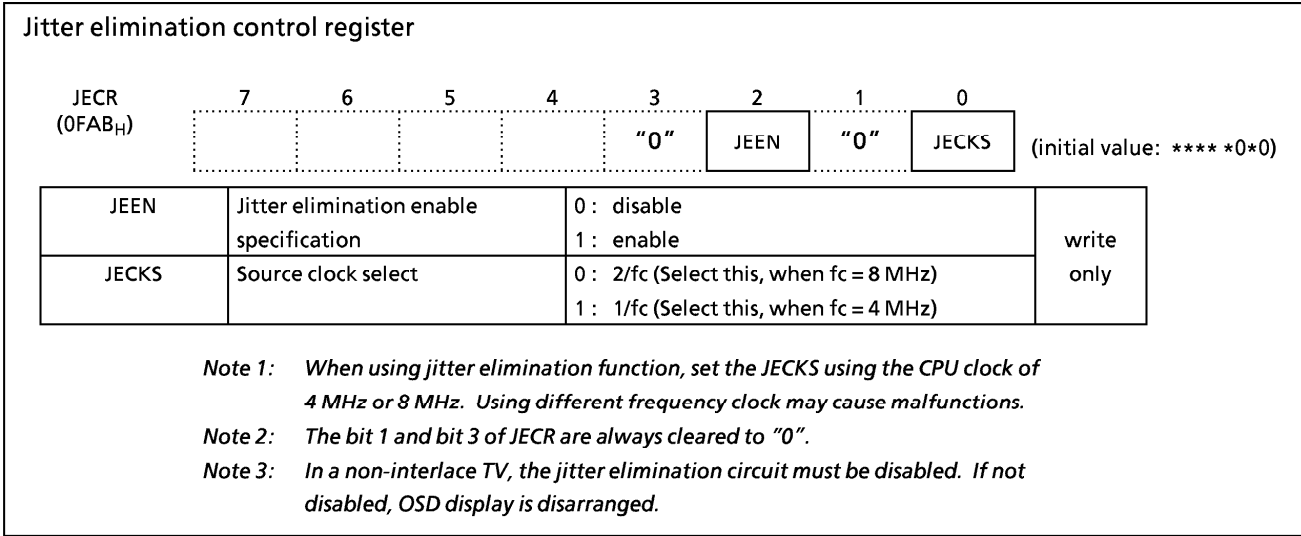 Jitter elimination control register
JECR 7 6 5 4 3 2 1 0
(0FABH) "0" JEEN "0" JECKS (initial value: **** *0*0)
JEEN Jitter elimination enable 0 : disable
specification 1 : enable write
JECKS Source clock select 0 : 2/fc (Select this, when fc = 8 MHz) only
1 : 1/fc (Select this, when fc = 4 MHz)
Note 1: When using jitter elimination function, set the JECKS using the CPU clock of
4 MHz or 8 MHz. Using different frequency clock may cause malfunctions.
Note 2: The bit 1 and bit 3 of JECR are always cleared to "0".
Note 3: In a non-interlace TV, the jitter elimination circuit must be disabled. If not
disabled, OSD display is disarranged.